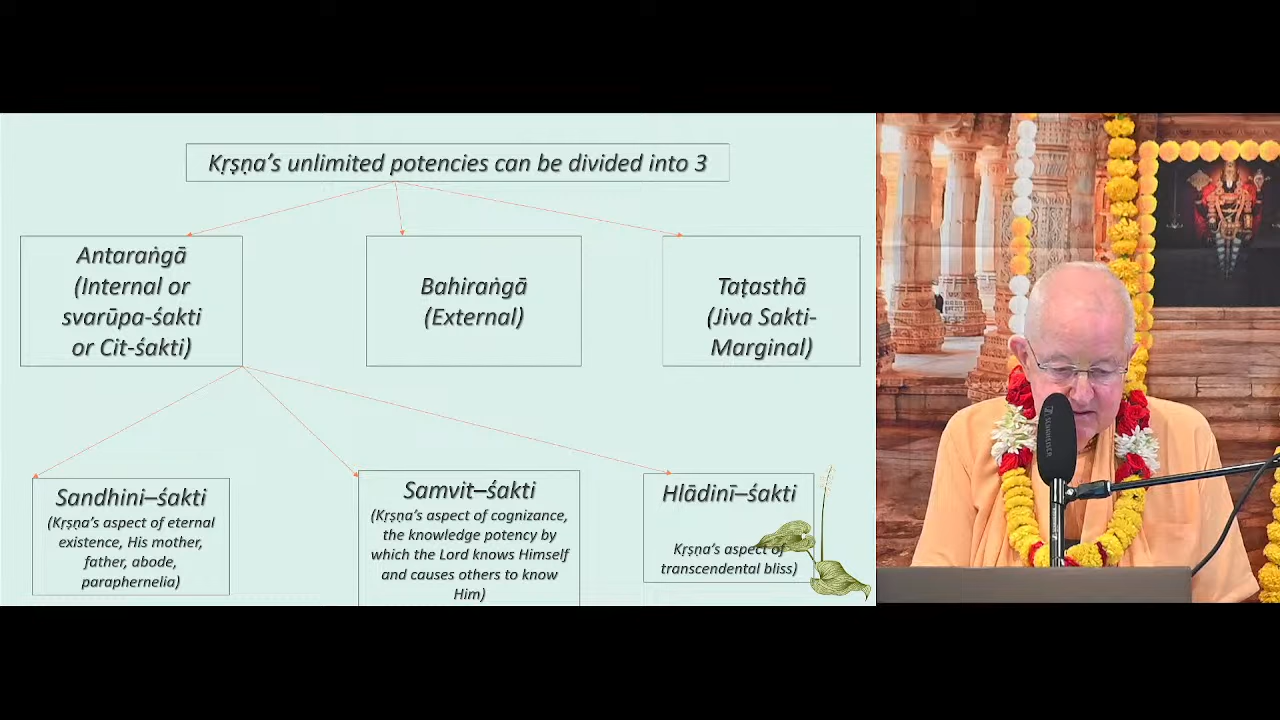 Kṛṣṇa's unlimited potencies can be divided into 3
Antaraṅgā
(Internal or
svarūpa-śakti
or Cit-śakti)
Bahiraṅgā
(External)
Taṭasthā
(Jiva Sakti-
Marginal)
Sandhini–śakti
(Kṛṣṇa's aspect of eternal
existence, His mother,
father, abode,
paraphernelia)
Samvit–śakti
(Kṛṣṇa's aspect of cognizance,
the knowledge potency by
which the Lord knows Himself
and causes others to know
Him)
Hlādinī–śakti
Kṛṣṇa's aspect of
transcendental bliss)